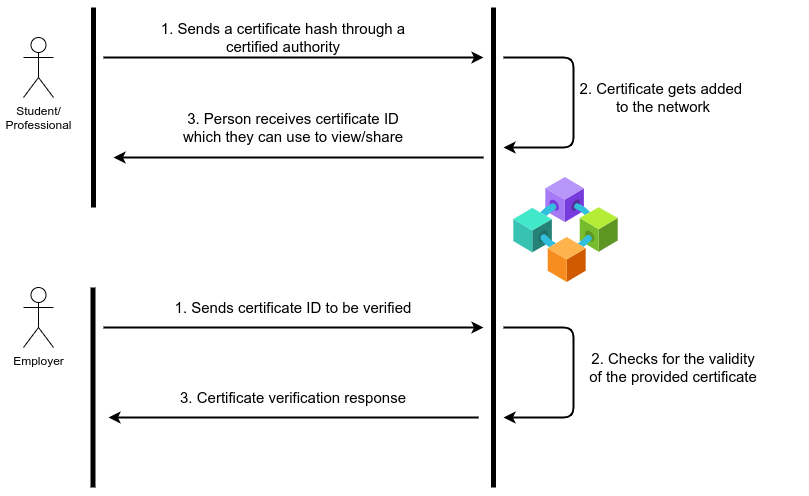 1. Sends a certificate hash through a
certified authority
Student/
Professional
2. Certificate gets added
to the network
3. Person receives certificate ID
which they can use to view/share
1. Sends certificate ID to be verified
Employer
2. Checks for the validity
of the provided certificate
3. Certificate verification response